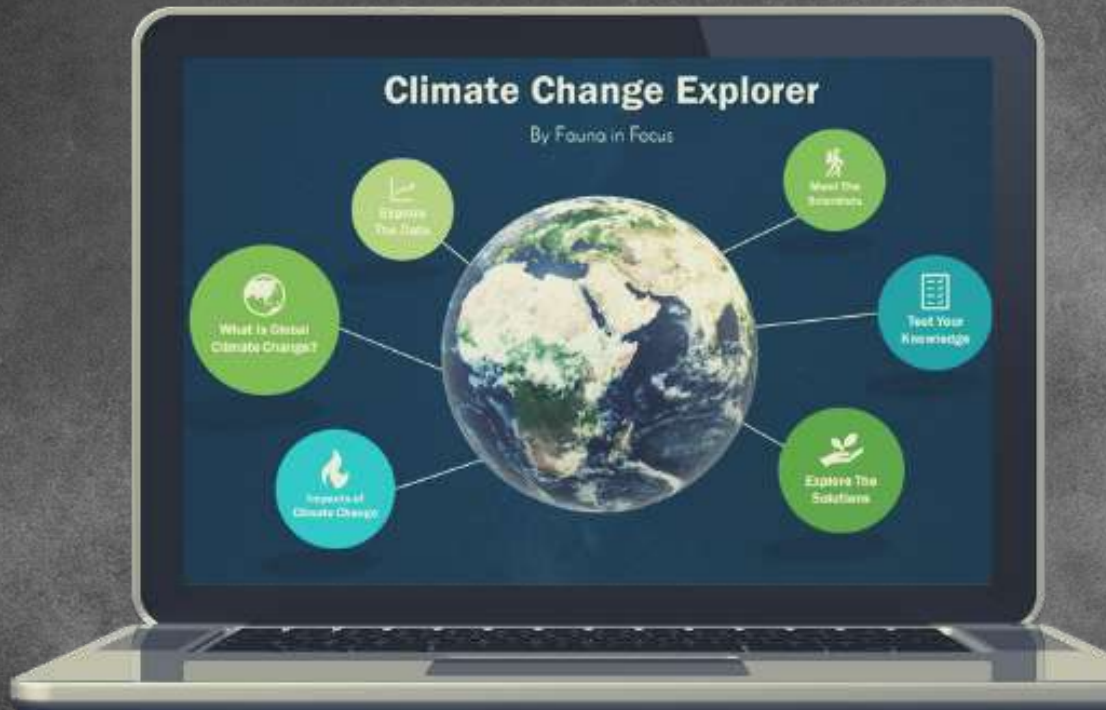 Climate Change Explorer
By Fauna in Focus
Explore
The Data
Meet The
Scientists
What is Global
Climate Change?
Test Your
Knowledge
Impacts of
Climate Change
Explore The
Solutions